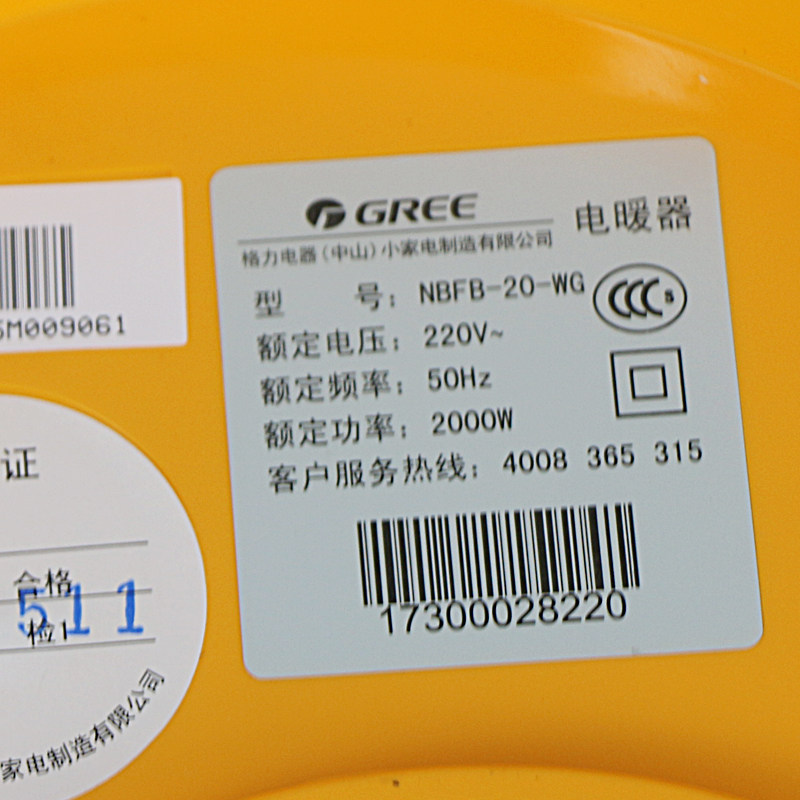 GREE
电暖器
格力电器(中山)小家电制造有限公司
型 号: NBFB-20-WG
CCC S
额定电压: 220V~
额定频率: 50Hz
额定功率: 2000W
客户服务热线: 4008 365 315
17300028220
6M009061
证
合格
511
检1
家电制造有限公司